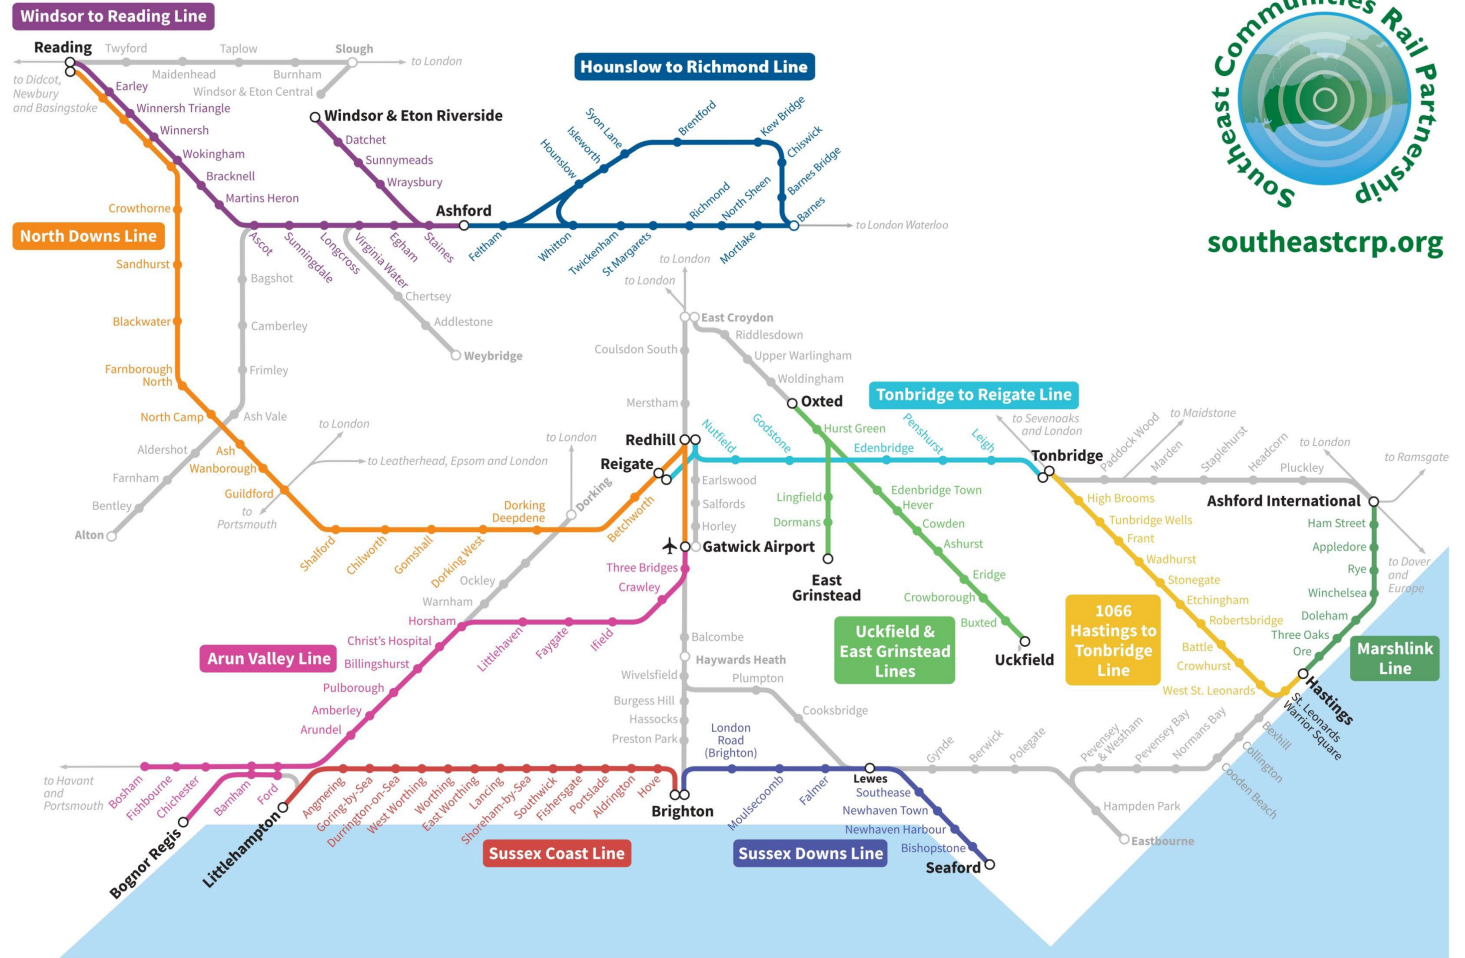 Windsor to Reading Line
Reading
Twyford
Taplow
Slough
to London
Maidenhead
Burnham
Windsor & Eton Central
to Didcot,
Newbury
and Basingstoke
Earley
Winnersh Triangle
Winnersh
Wokingham
Bracknell
Martins Heron
Windsor & Eton Riverside
Datchet
Sunnymeads
Wraysbury
Ashford
Ascot
Sunningdale
Longcross
Virginia Water
Egham
Staines
Chertsey
Addlestone
Weybridge
Bagshot
Camberley
Frimley
Ash Vale
Aldershot
Farnham
Bentley
Alton
Hounslow to Richmond Line
Feltham
Hounslow
Isleworth
Syon Lane
Brentford
Kew Bridge
Chiswick
Barnes Bridge
Barnes
to London Waterloo
Whitton
Twickenham
St Margarets
Richmond
North Sheen
Mortlake
Southeast Communities Rail Partnership
southeastcrp.org
North Downs Line
Crowthorne
Sandhurst
Blackwater
Farnborough
North
North Camp
Ash
Wanborough
Guildford
to
Portsmouth
to London
to Leatherhead, Epsom and London
Shalford
Chilworth
Gomshall
Dorking West
Dorking
Deepdene
Betchworth
Reigate
Redhill
to London
Dorking
Ockley
Warnham
to London
to London
East Croydon
Coulsdon South
Merstham
Riddlesdown
Upper Warlingham
Woldingham
Oxted
Tonbridge to Reigate Line
Nutfield
Godstone
Edenbridge
Penshurst
Leigh
Tonbridge
to Sevenoaks
and London
Earlswood
Salfords
Horley
Gatwick Airport
Hurst Green
Lingfield
Dormans
East
Grinstead
Edenbridge Town
Hever
Cowden
Ashurst
Eridge
Crowborough
Buxted
Uckfield
Uckfield &
East Grinstead
Lines
Paddock Wood
to Maidstone
Marden
Staplehurst
Headcorn
Pluckley
to London
to Ramsgate
Ashford International
to Dover
and
Europe
High Brooms
Tunbridge Wells
Frant
Wadhurst
Stonegate
Etchingham
Robertsbridge
Battle
Crowhurst
West St. Leonards
1066
Hastings to
Tonbridge
Line
Ham Street
Appledore
Rye
Winchelsea
Doleham
Three Oaks
Ore
Hastings
Marshlink
Line
St. Leonards
Warrior Square
Bexhill
Collington
Cooden Beach
Normans Bay
Pevensey Bay
Pevensey
& Westham
Hampden Park
Eastbourne
Polegate
Berwick
Gynde
Three Bridges
Crawley
Ifield
Faygate
Littlehaven
Horsham
Christ's Hospital
Billingshurst
Pulborough
Amberley
Arundel
Arun Valley Line
to Havant
and
Portsmouth
Bosham
Fishbourne
Chichester
Barnham
Ford
Bognor Regis
Littlehampton
Angmering
Goring-by-Sea
Durrington-on-Sea
West Worthing
Worthing
East Worthing
Lancing
Shoreham-by-Sea
Southwick
Fishersgate
Portslade
Aldrington
Hove
Brighton
Sussex Coast Line
Balcombe
Haywards Heath
Wivelsfield
Burgess Hill
Hassocks
Preston Park
Plumpton
Cooksbridge
London
Road
(Brighton)
Moulsecoomb
Falmer
Lewes
Southease
Newhaven Town
Newhaven Harbour
Bishopstone
Seaford
Sussex Downs Line